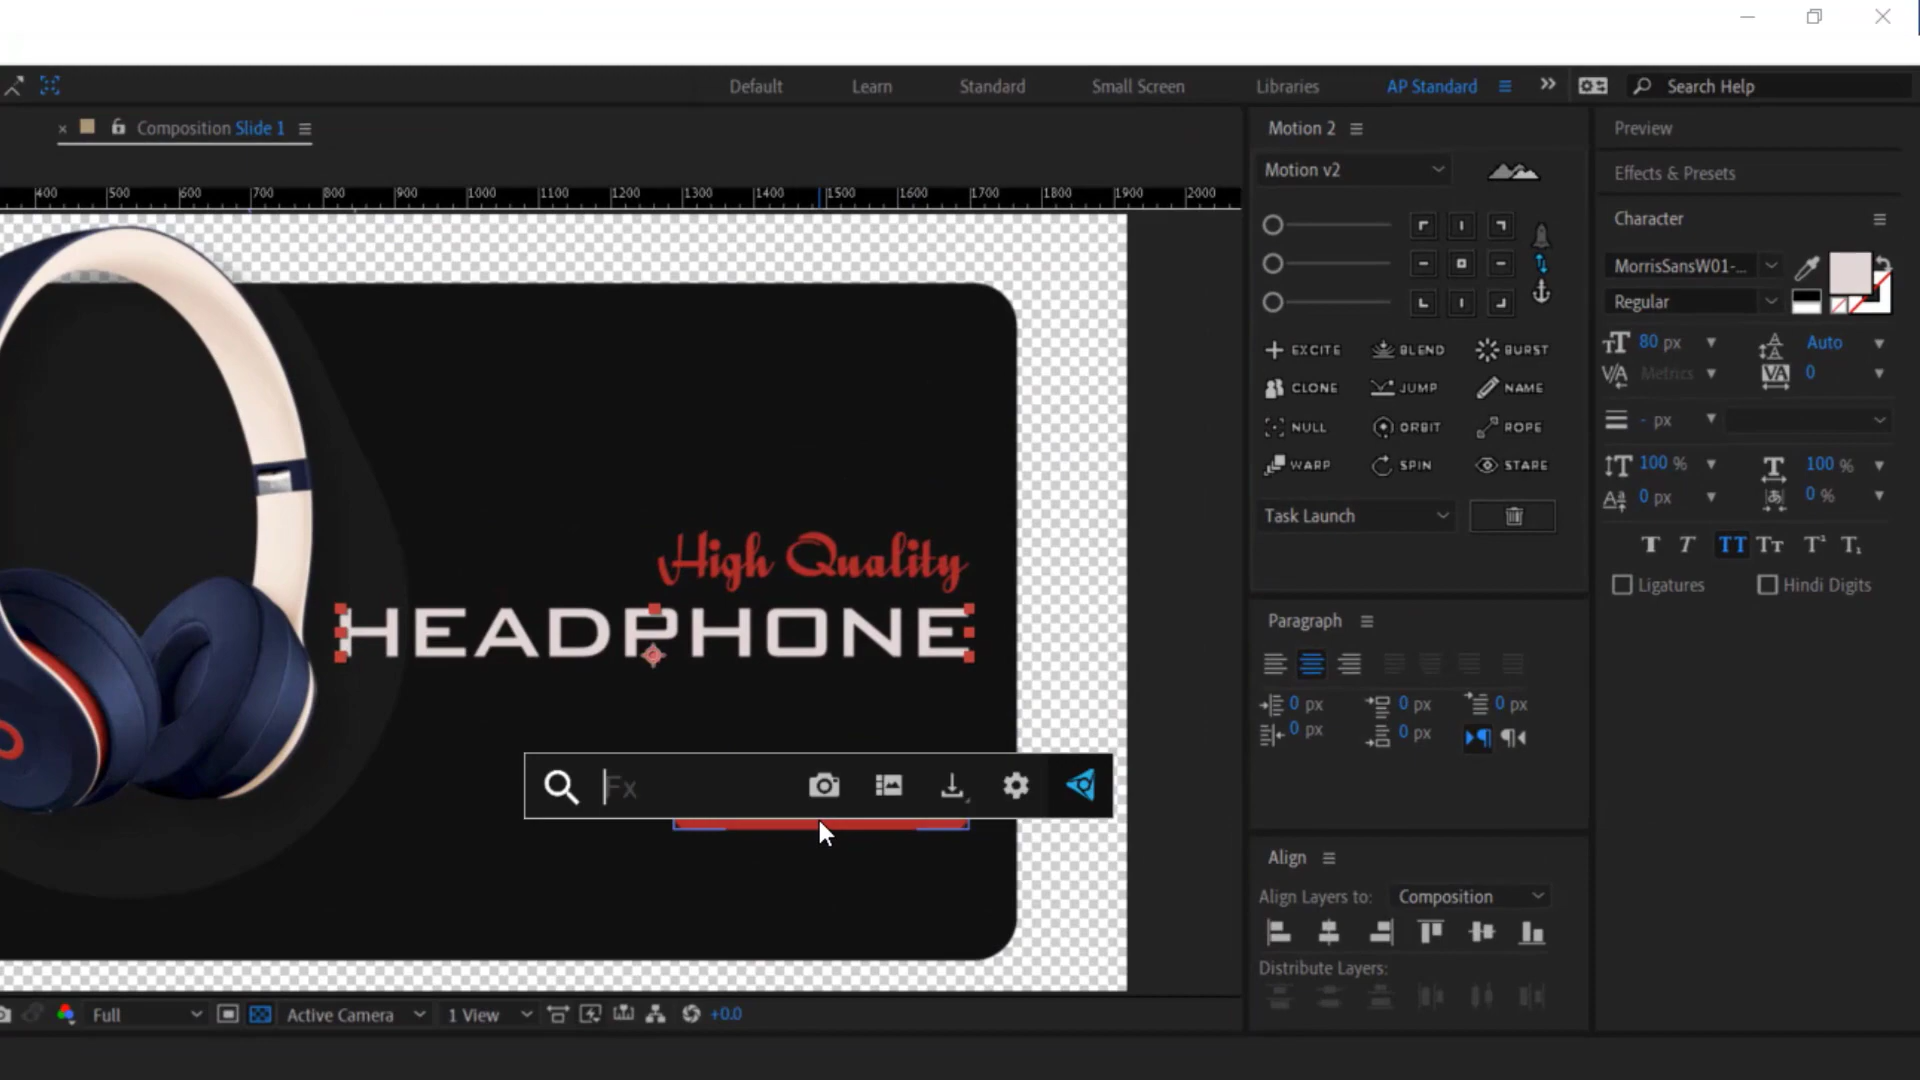 Default Learn Standard Small Screen Libraries AP Standard Search Help
Composition Slide 1
400 500 600 700 800 900 1000 1100 1200 1300 1400 1500 1600 1700 1800 1900 2000
High Quality
HEADPHONE
Fx
Full Active Camera 1 View +0.0
Motion 2
Motion v2
EXCITE BLEND BURST
CLONE JUMP NAME
NULL ORBIT ROPE
WARP SPIN STARE
Task Launch
Paragraph
0 px 0 px 0 px
0 px 0 px
Align
Align Layers to: Composition
Distribute Layers:
Preview
Effects & Presets
Character
MorrisSansW01-...
Regular
80 px Auto
Metrics 0
- px
100 % 100 %
0 px 0 %
T T TT Tт T¹ T₁
Ligatures Hindi Digits